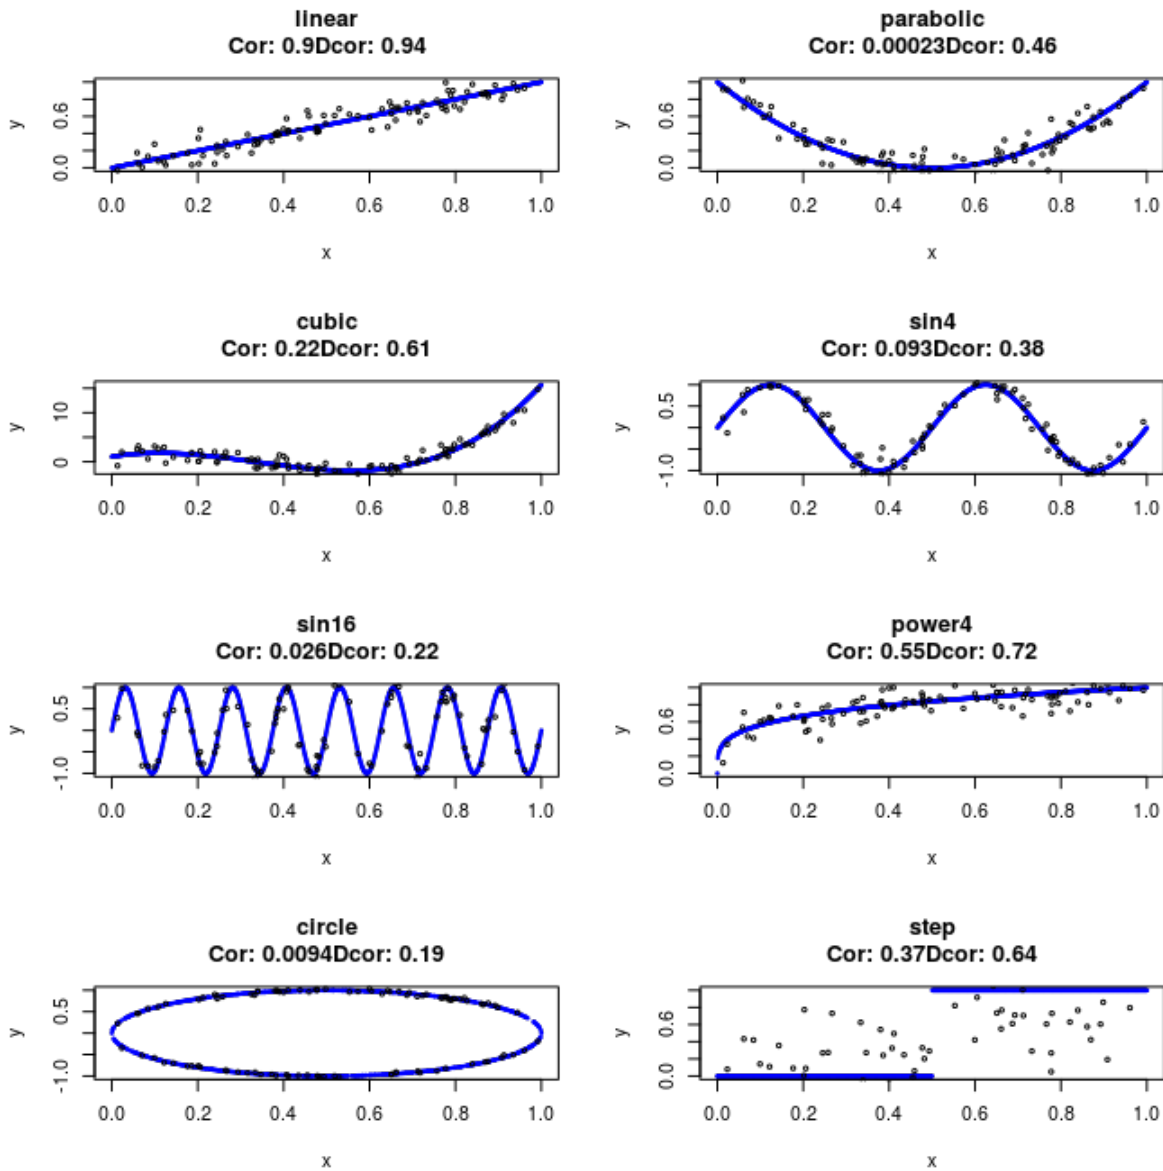 linear
Cor: 0.9Dcor: 0.94
y
0.0 0.6
0.0 0.2 0.4 0.6 0.8 1.0
x
parabolic
Cor: 0.00023Dcor: 0.46
y
0.0 0.6
0.0 0.2 0.4 0.6 0.8 1.0
x
cubic
Cor: 0.22Dcor: 0.61
y
0 10
0.0 0.2 0.4 0.6 0.8 1.0
x
sin4
Cor: 0.093Dcor: 0.38
y
-1.0 0.5
0.0 0.2 0.4 0.6 0.8 1.0
x
sin16
Cor: 0.026Dcor: 0.22
y
-1.0 0.5
0.0 0.2 0.4 0.6 0.8 1.0
x
power4
Cor: 0.55Dcor: 0.72
y
0.0 0.6
0.0 0.2 0.4 0.6 0.8 1.0
x
circle
Cor: 0.0094Dcor: 0.19
y
-1.0 0.5
0.0 0.2 0.4 0.6 0.8 1.0
x
step
Cor: 0.37Dcor: 0.64
y
0.0 0.6
0.0 0.2 0.4 0.6 0.8 1.0
x